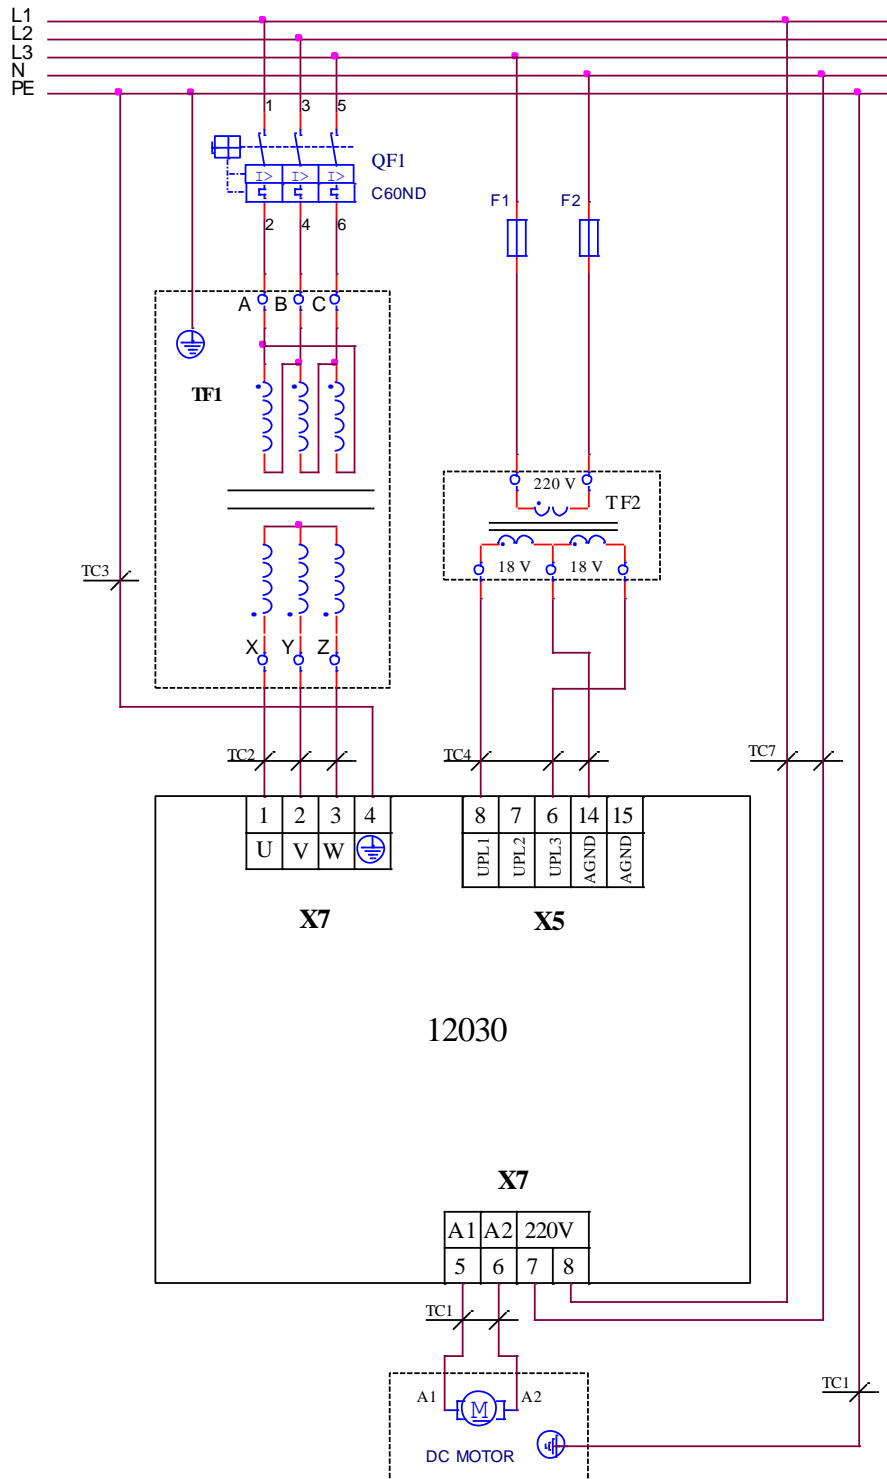 L1
L2
L3
N
PE
1 3 5
QF1
I> I> I>
C60ND
2 4 6
F1 F2
A B C
TF1
220 V
TF2
18 V 18 V
TC3
X Y Z
TC2 TC4 TC7
1 2 3 4
U V W
8 7 6 14 15
UPL1 UPL2 UPL3 AGND AGND
X7 X5
12030
X7
A1 A2 220V
5 6 7 8
TC1
TC1
A1 A2
M
DC MOTOR